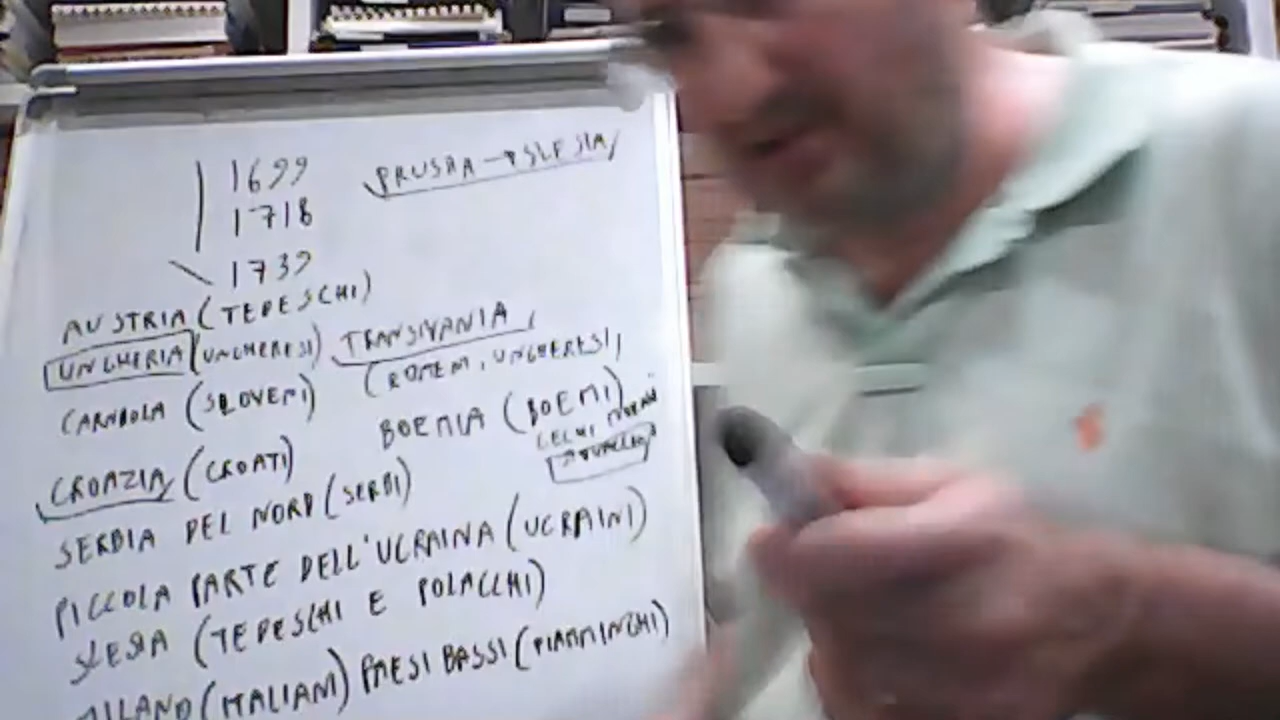 1699 PRUSSIA → SLESIA
1718
1739
AUSTRIA (TEDESCHI)
UNGHERIA (UNGHERESI) TRANSIVANIA
(ROMENI, UNGHERESI)
CARNIOLA (SLOVENI)
BOEMIA (BOEMI)
CROAZIA (CROATI)
SERBIA DEL NORD (SERBI)
PICCOLA PARTE DELL'UCRAINA (UCRAINI)
SLESIA (TEDESCHI E POLACCHI)
MILANO (ITALIANI) PAESI BASSI (FIAMMINGHI)